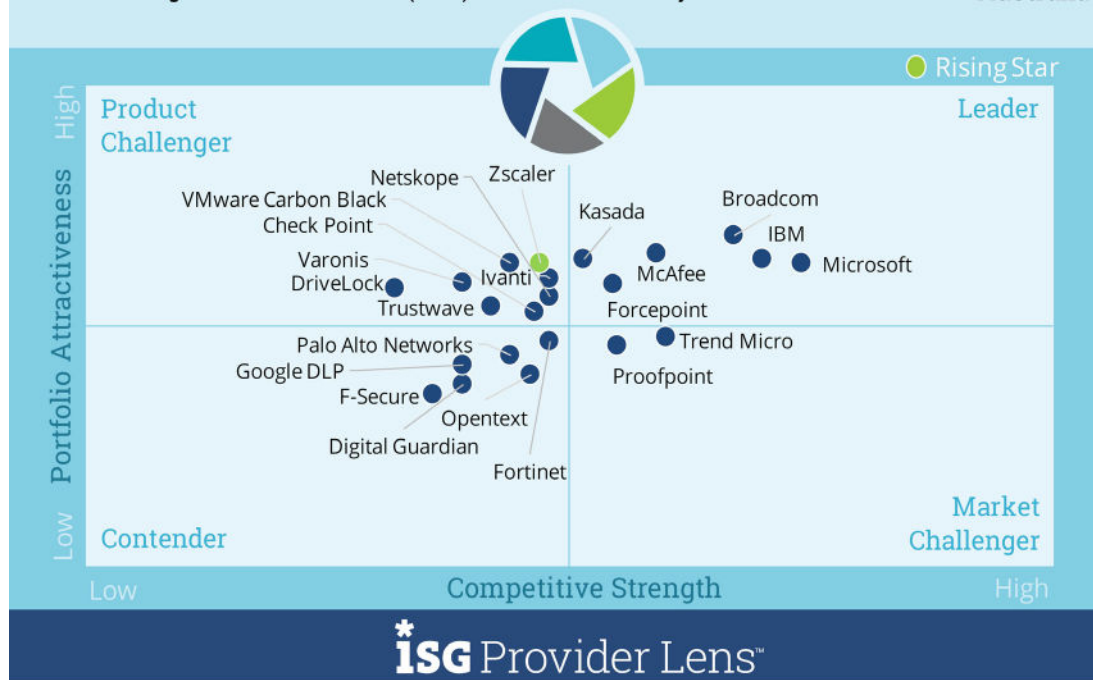 Rising Star
High
Product
Challenger
Leader
Netskope
Zscaler
VMware Carbon Black
Check Point
Kasada
Broadcom
IBM
Varonis
DriveLock
Ivanti
McAfee
Microsoft
Trustwave
Forcepoint
Palo Alto Networks
Trend Micro
Google DLP
Proofpoint
F-Secure
Opentext
Digital Guardian
Fortinet
Portfolio Attractiveness
Low
Contender
Market
Challenger
Low
Competitive Strength
High
*ISG Provider Lens™